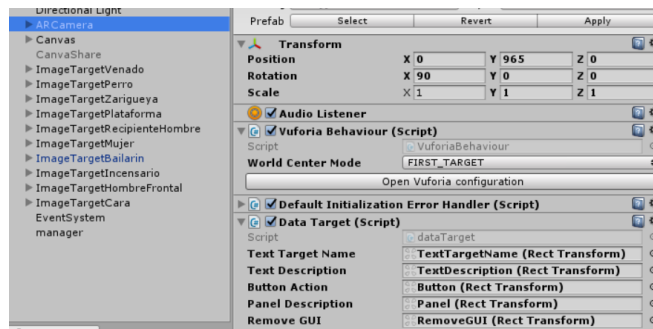 Directional Light
ARCamera
Canvas
CanvaShare
ImageTargetVenado
ImageTargetPerro
ImageTargetZarigueya
ImageTargetPlataforma
ImageTargetRecipienteHombre
ImageTargetMujer
ImageTargetBailarin
ImageTargetIncensario
ImageTargetHombreFrontal
ImageTargetCara
EventSystem
manager
Prefab Select Revert Apply
Transform
Position X 0 Y 965 Z 0
Rotation X 90 Y 0 Z 0
Scale X 1 Y 1 Z 1
Audio Listener
Vuforia Behaviour (Script)
Script VuforiaBehaviour
World Center Mode FIRST_TARGET
Open Vuforia configuration
Default Initialization Error Handler (Script)
Data Target (Script)
Script dataTarget
Text Target Name TextTargetName (Rect Transform)
Text Description TextDescription (Rect Transform)
Button Action Button (Rect Transform)
Panel Description Panel (Rect Transform)
Remove GUI RemoveGUI (Rect Transform)